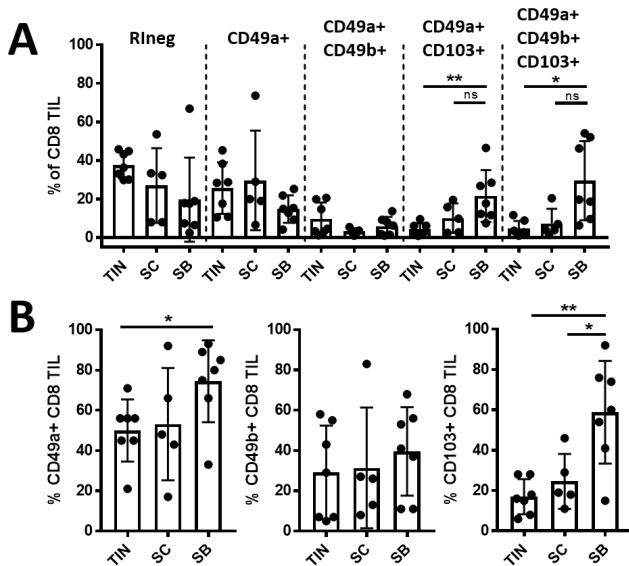 A
RIneg
CD49a+
CD49a+
CD49b+
CD49a+
CD103+
CD49a+
CD49b+
CD103+
**
ns
*
ns
% of CD8 TIL
100
80
60
40
20
0
TIN
SC
SB
TIN
SC
SB
TIN
SC
SB
TIN
SC
SB
TIN
SC
SB
B
% CD49a+ CD8 TIL
100
80
60
40
20
0
*
TIN
SC
SB
% CD49b+ CD8 TIL
100
80
60
40
20
0
TIN
SC
SB
% CD103+ CD8 TIL
100
80
60
40
20
0
**
*
TIN
SC
SB